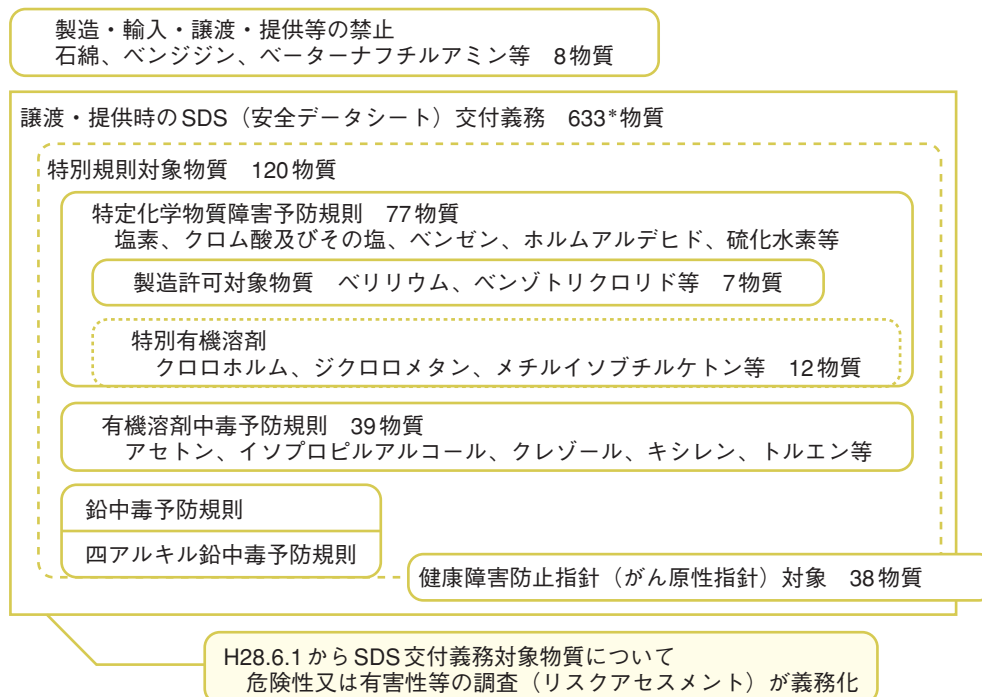 製造・輸入・譲渡・提供等の禁止
石綿、ベンジジン、ベーターナフチルアミン等 8物質
譲渡・提供時のSDS（安全データシート）交付義務 633*物質
特別規則対象物質 120物質
特定化学物質障害予防規則 77物質
塩素、クロム酸及びその塩、ベンゼン、ホルムアルデヒド、硫化水素等
製造許可対象物質 ベリリウム、ベンゾトリクロリド等 7物質
特別有機溶剤
クロロホルム、ジクロロメタン、メチルイソブチルケトン等 12物質
有機溶剤中毒予防規則 39物質
アセトン、イソプロピルアルコール、クレゾール、キシレン、トルエン等
鉛中毒予防規則
四アルキル鉛中毒予防規則
健康障害防止指針（がん原性指針）対象 38物質
H28.6.1からSDS交付義務対象物質について
危険性又は有害性等の調査（リスクアセスメント）が義務化